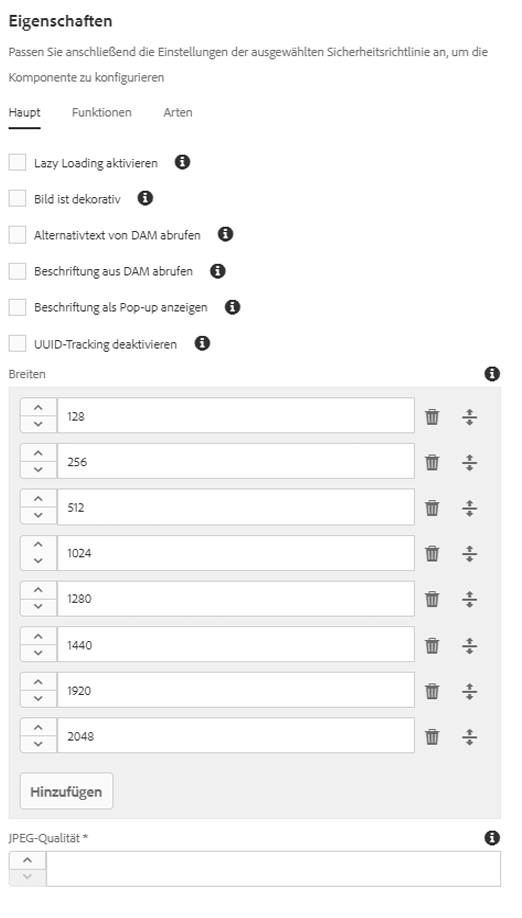 Eigenschaften
Passen Sie anschließend die Einstellungen der ausgewählten Sicherheitsrichtlinie an, um die
Komponente zu konfigurieren
Haupt Funktionen Arten
Lazy Loading aktivieren
Bild ist dekorativ
Alternativtext von DAM abrufen
Beschriftung aus DAM abrufen
Beschriftung als Pop-up anzeigen
UUID-Tracking deaktivieren
Breiten
128
256
512
1024
1280
1440
1920
2048
Hinzufügen
JPEG-Qualität *